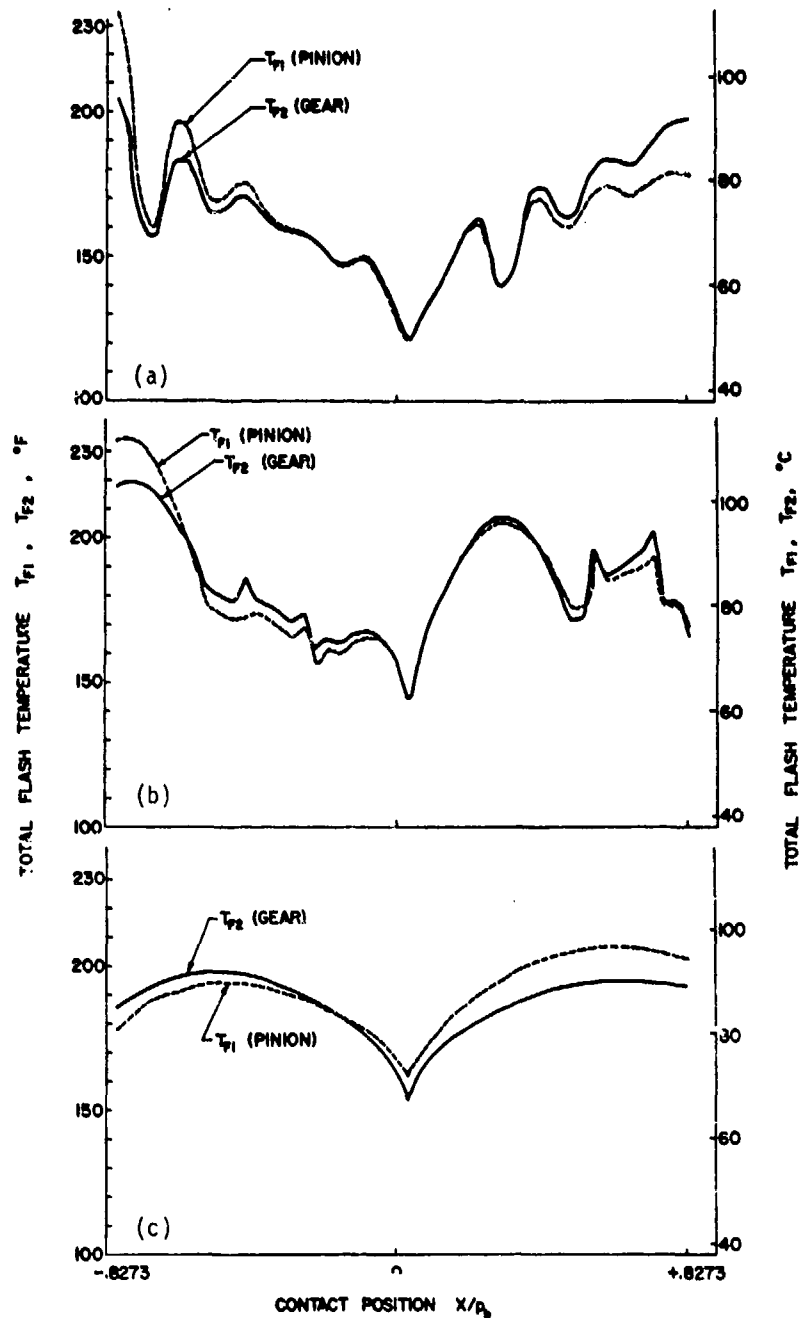 230
200
150
100
100
80
60
40
T_F1 (PINION)
T_F2 (GEAR)
(a)
230
200
150
100
100
80
60
40
T_F1 (PINION)
T_F2 (GEAR)
(b)
230
200
150
100
100
60
40
T_F2 (GEAR)
T_F1 (PINION)
(c)
TOTAL FLASH TEMPERATURE T_F1, T_F2, °F
TOTAL FLASH TEMPERATURE T_F1, T_F2, °C
-.8273
+.8273
CONTACT POSITION X/p_b